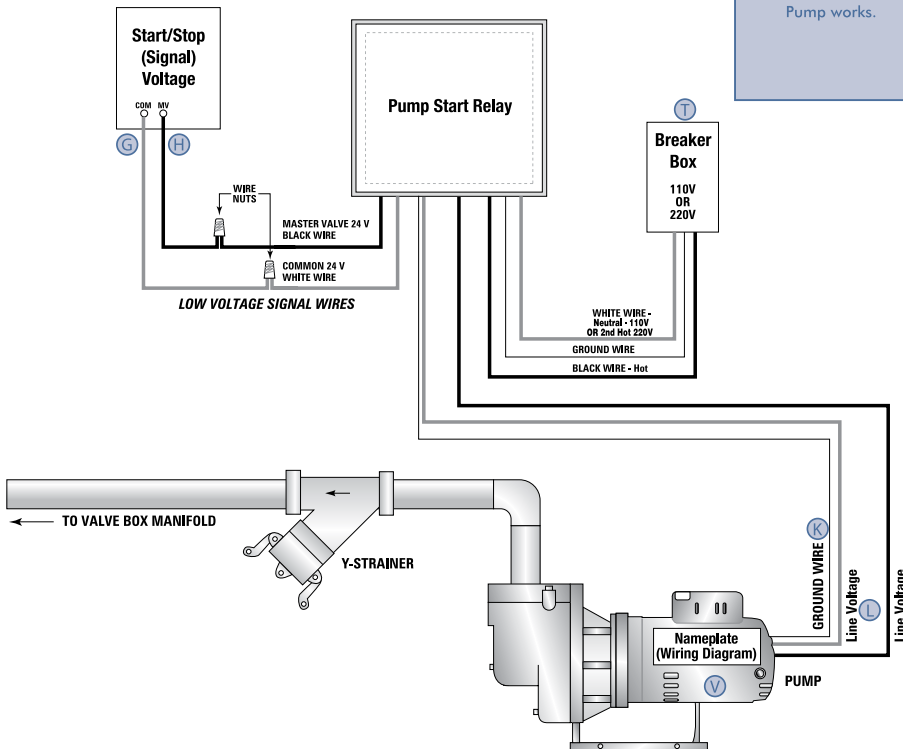 Pump works.
Start/Stop
(Signal)
Voltage
COM MV
G H
Pump Start Relay
T
Breaker
Box
110V
OR
220V
WIRE
NUTS
MASTER VALVE 24 V
BLACK WIRE
COMMON 24 V
WHITE WIRE
LOW VOLTAGE SIGNAL WIRES
WHITE WIRE -
Neutral - 110V
OR 2nd Hot 220V
GROUND WIRE
BLACK WIRE - Hot
TO VALVE BOX MANIFOLD
Y-STRAINER
GROUND WIRE
K
Line Voltage
L
Line Voltage
Nameplate
(Wiring Diagram)
V
PUMP